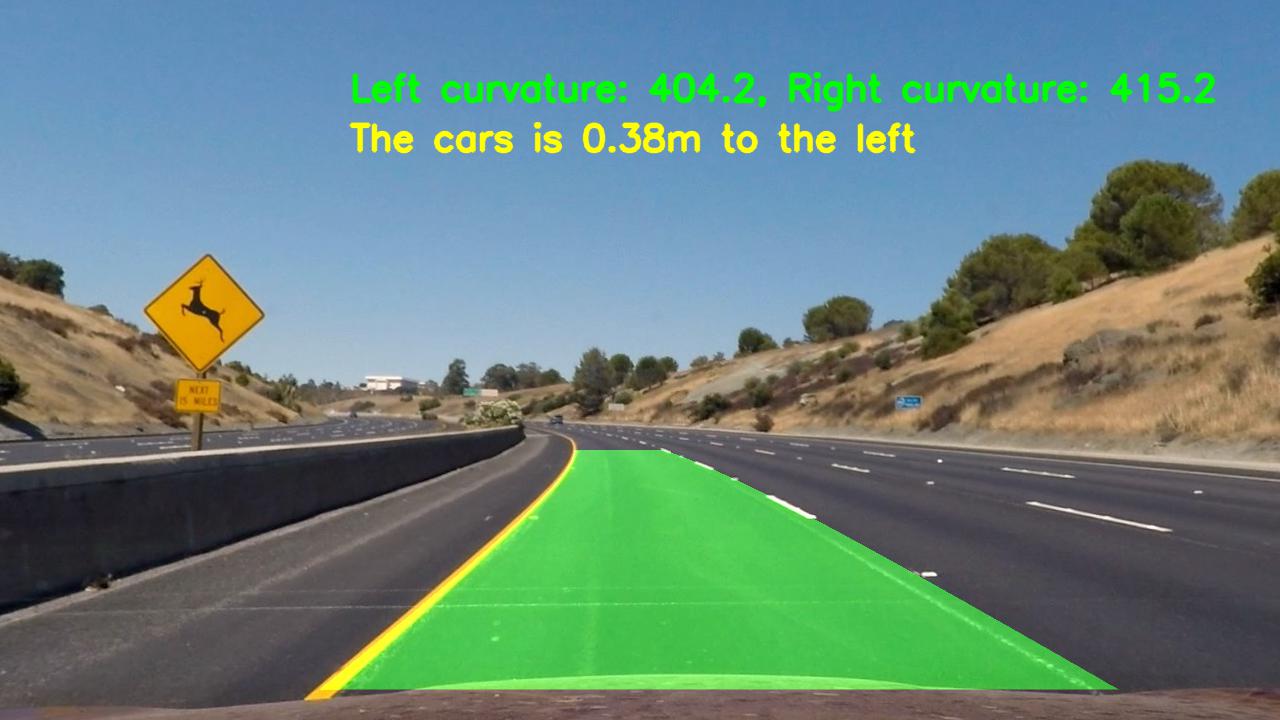 Left curvature: 404.2, Right curvature: 415.2
The cars is 0.38m to the left
NEXT
15 MILES